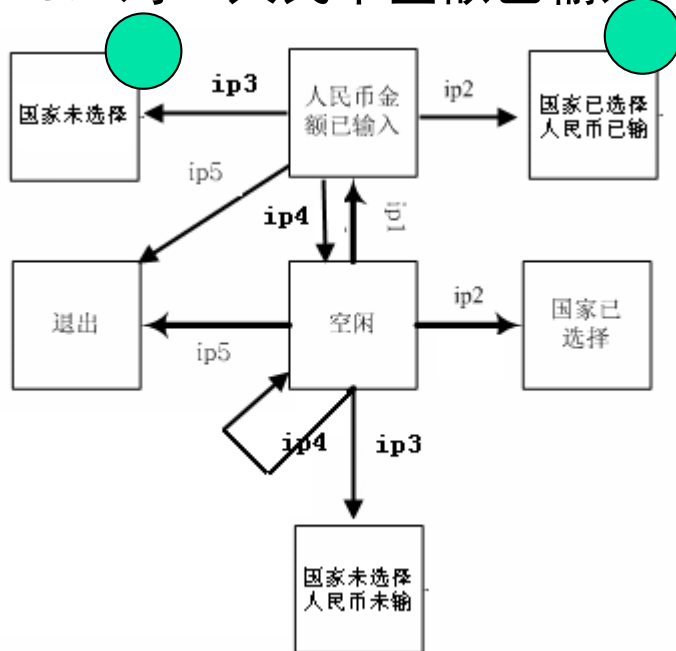 ip3
人民币金
额已输入
ip2
国家未选择
国家已选择
人民币已输
ip5
ip4
ip1
退出
空闲
ip2
国家已
选择
ip5
ip4
ip3
国家未选择
人民币未输